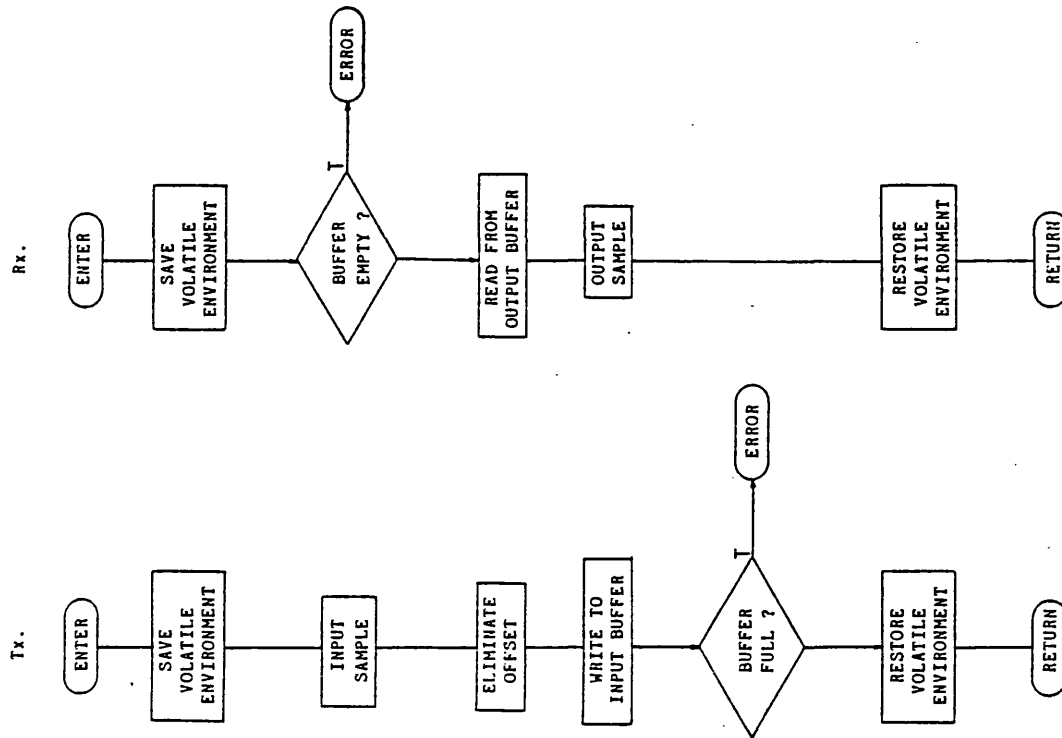 Tx.
ENTER
SAVE
VOLATILE
ENVIRONMENT
INPUT
SAMPLE
ELIMINATE
OFFSET
WRITE TO
INPUT BUFFER
BUFFER
FULL ?
T
ERROR
RESTORE
VOLATILE
ENVIRONMENT
RETURN
Rx.
ENTER
SAVE
VOLATILE
ENVIRONMENT
BUFFER
EMPTY ?
T
ERROR
READ FROM
OUTPUT BUFFER
OUTPUT
SAMPLE
RESTORE
VOLATILE
ENVIRONMENT
RETURN